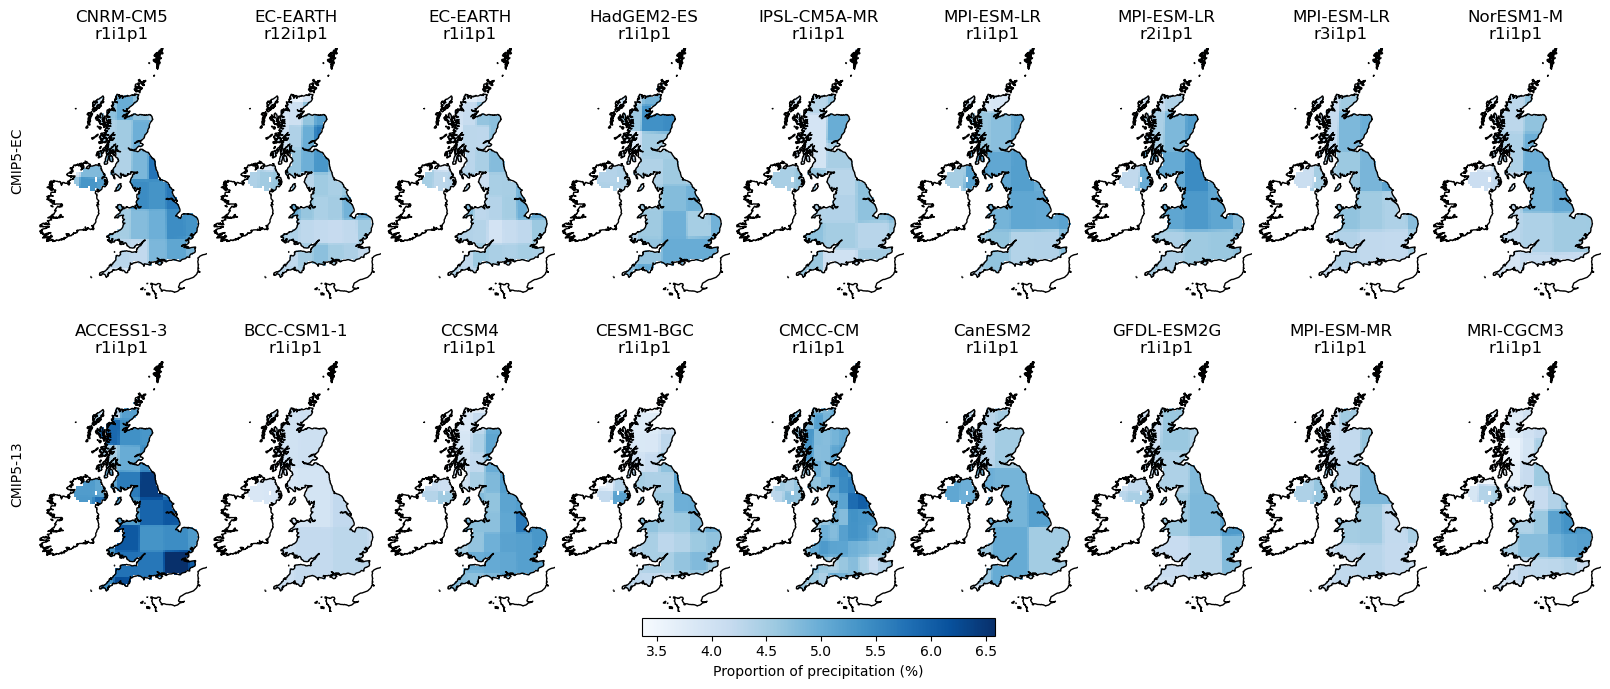 CNRM-CM5
r1i1p1
EC-EARTH
r12i1p1
EC-EARTH
r1i1p1
HadGEM2-ES
r1i1p1
IPSL-CM5A-MR
r1i1p1
MPI-ESM-LR
r1i1p1
MPI-ESM-LR
r2i1p1
MPI-ESM-LR
r3i1p1
NorESM1-M
r1i1p1
CMIP5-EC
ACCESS1-3
r1i1p1
BCC-CSM1-1
r1i1p1
CCSM4
r1i1p1
CESM1-BGC
r1i1p1
CMCC-CM
r1i1p1
CanESM2
r1i1p1
GFDL-ESM2G
r1i1p1
MPI-ESM-MR
r1i1p1
MRI-CGCM3
r1i1p1
CMIP5-13
3.5 4.0 4.5 5.0 5.5 6.0 6.5
Proportion of precipitation (%)